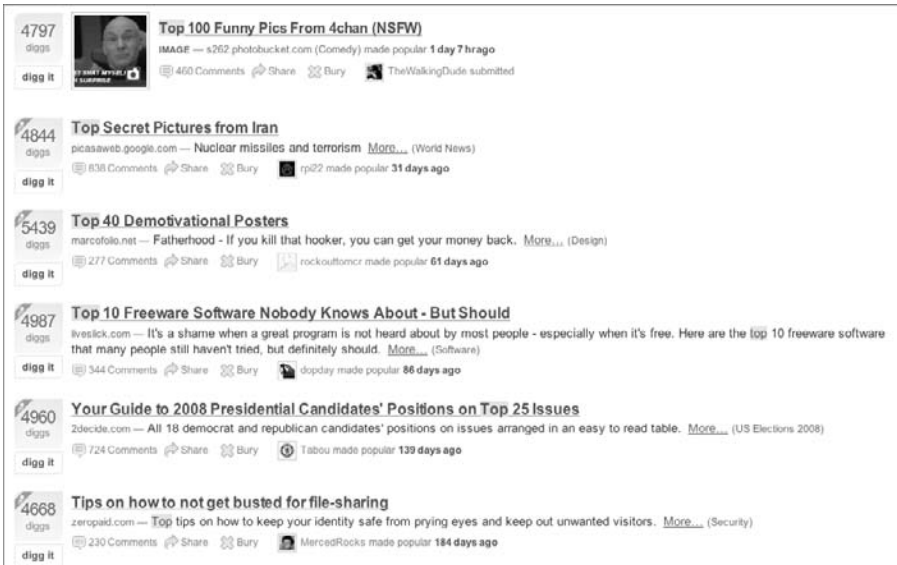 4797
diggs
digg it
Top 100 Funny Pics From 4chan (NSFW)
IMAGE — s262.photobucket.com (Comedy) made popular 1 day 7 hr ago
460 Comments Share Bury TheWalkingDude submitted
4844
diggs
digg it
Top Secret Pictures from Iran
picasaweb.google.com — Nuclear missiles and terrorism More... (World News)
838 Comments Share Bury rpi22 made popular 31 days ago
5439
diggs
digg it
Top 40 Demotivational Posters
marcofolio.net — Fatherhood - If you kill that hooker, you can get your money back. More... (Design)
277 Comments Share Bury rockouttomcr made popular 61 days ago
4987
diggs
digg it
Top 10 Freeware Software Nobody Knows About - But Should
liveslick.com — It's a shame when a great program is not heard about by most people - especially when it's free. Here are the top 10 freeware software
that many people still haven't tried, but definitely should. More... (Software)
344 Comments Share Bury dopday made popular 86 days ago
4960
diggs
digg it
Your Guide to 2008 Presidential Candidates' Positions on Top 25 Issues
2decide.com — All 18 democrat and republican candidates' positions on issues arranged in an easy to read table. More... (US Elections 2008)
724 Comments Share Bury Tabou made popular 139 days ago
4668
diggs
digg it
Tips on how to not get busted for file-sharing
zeropaid.com — Top tips on how to keep your identity safe from prying eyes and keep out unwanted visitors. More... (Security)
230 Comments Share Bury MercedRocks made popular 184 days ago